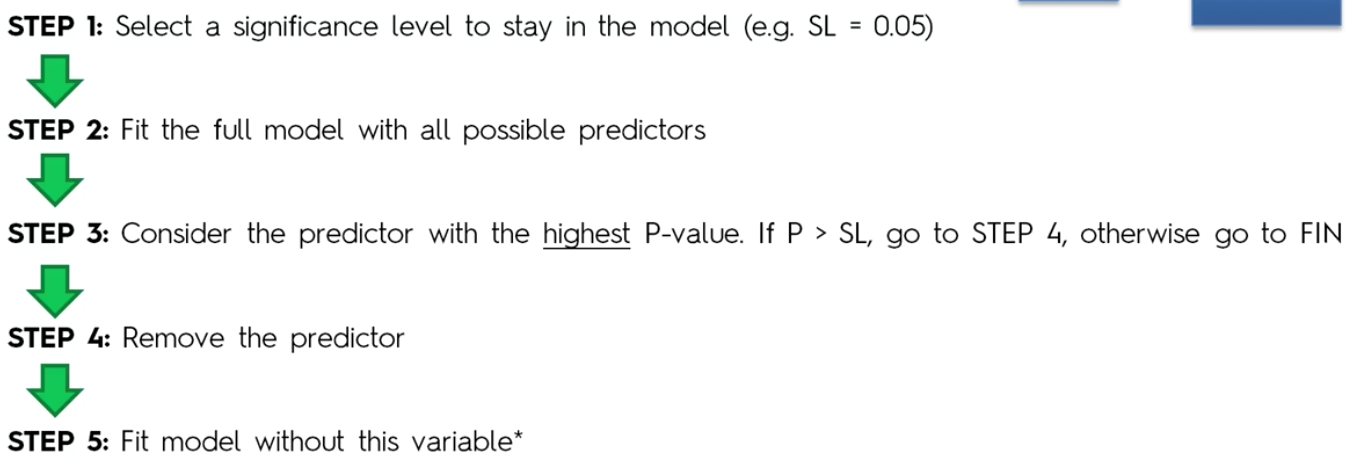 STEP 1: Select a significance level to stay in the model (e.g. SL = 0.05)
STEP 2: Fit the full model with all possible predictors
STEP 3: Consider the predictor with the highest P-value. If P > SL, go to STEP 4, otherwise go to FIN
STEP 4: Remove the predictor
STEP 5: Fit model without this variable*